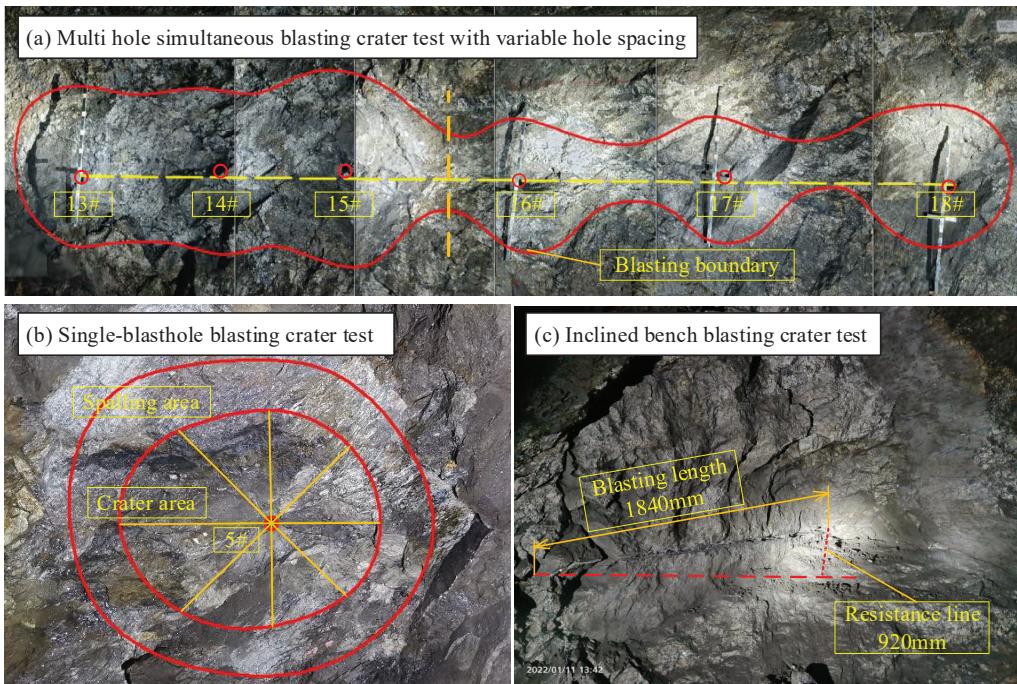 (a) Multi hole simultaneous blasting crater test with variable hole spacing
13#
14#
15#
16#
17#
18#
Blasting boundary
(b) Single-blasthole blasting crater test
Spalling area
Crater area
5#
(c) Inclined bench blasting crater test
Blasting length
1840mm
Resistance line
920mm
2022/01/11 13:42